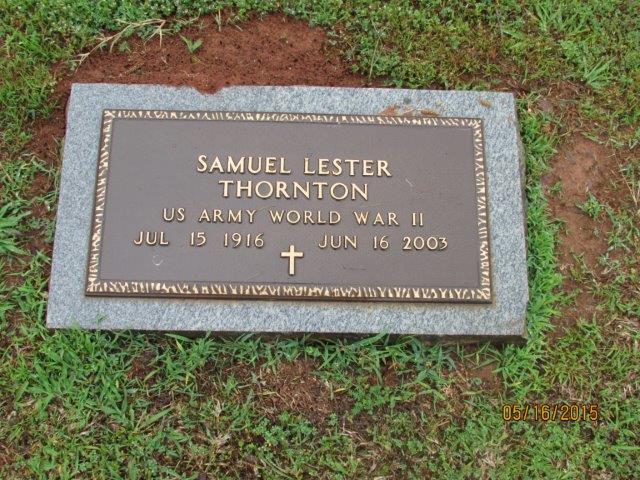 SAMUEL LESTER
THORNTON
US ARMY WORLD WAR II
JUL 15 1916 JUN 16 2003
05/16/2015